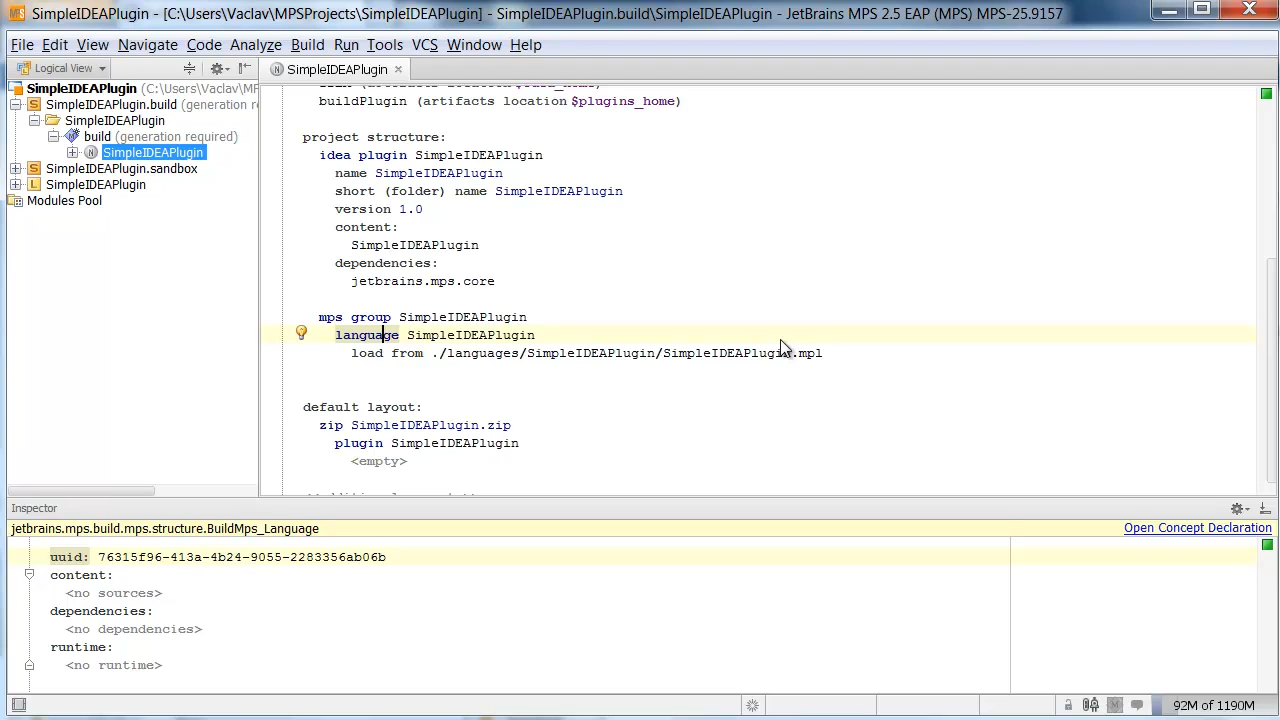 SimpleIDEAPlugin - [C:\Users\Vaclav\MPSProjects\SimpleIDEAPlugin] - SimpleIDEAPlugin.build\SimpleIDEAPlugin - JetBrains MPS 2.5 EAP (MPS) MPS-25.9157
File Edit View Navigate Code Analyze Build Run Tools VCS Window Help
Logical View
SimpleIDEAPlugin
SimpleIDEAPlugin (C:\Users\Vaclav\MP
SimpleIDEAPlugin.build (generation re
SimpleIDEAPlugin
build (generation required)
SimpleIDEAPlugin
SimpleIDEAPlugin.sandbox
SimpleIDEAPlugin
Modules Pool
buildPlugin (artifacts location $plugins_home)
project structure:
idea plugin SimpleIDEAPlugin
name SimpleIDEAPlugin
short (folder) name SimpleIDEAPlugin
version 1.0
content:
SimpleIDEAPlugin
dependencies:
jetbrains.mps.core
mps group SimpleIDEAPlugin
language SimpleIDEAPlugin
load from ./languages/SimpleIDEAPlugin/SimpleIDEAPlugin.mpl
default layout:
zip SimpleIDEAPlugin.zip
plugin SimpleIDEAPlugin
<empty>
Inspector
jetbrains.mps.build.mps.structure.BuildMps_Language
Open Concept Declaration
uuid: 76315f96-413a-4b24-9055-2283356ab06b
content:
<no sources>
dependencies:
<no dependencies>
runtime:
<no runtime>
92M of 1190M